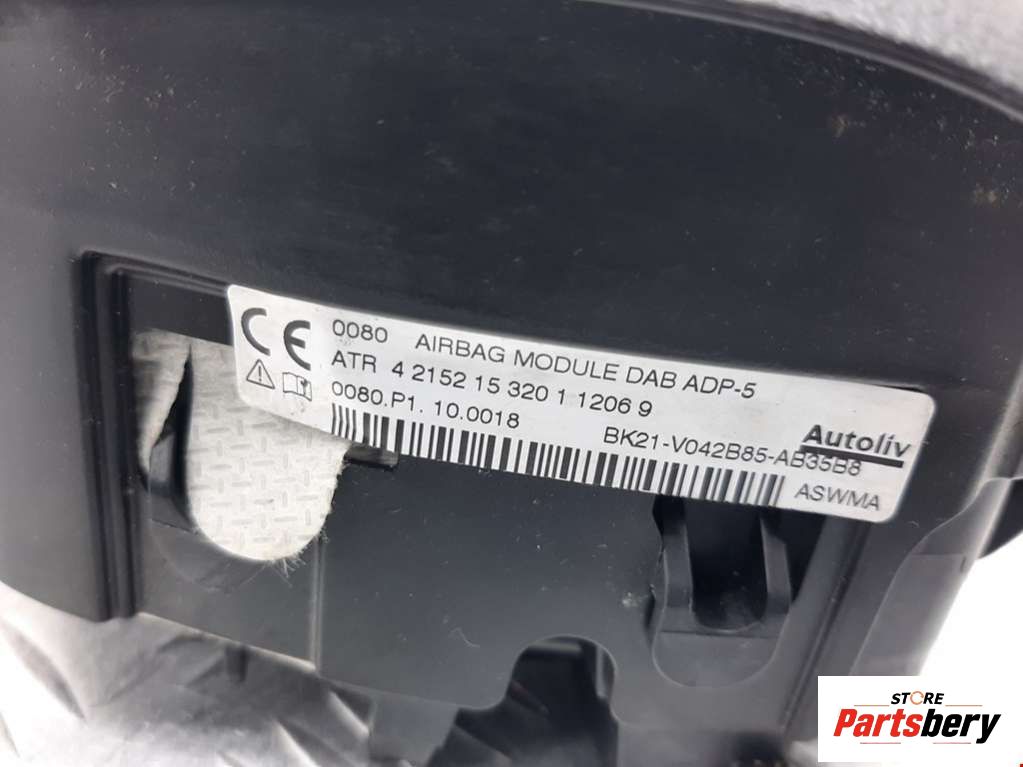 CE 0080 AIRBAG MODULE DAB ADP-5
ATR 4 2152 15 320 1 1206 9
0080.P1. 10.0018
BK21-V042B85-AB35B8
Autoliv
ASWMA
STORE
Partsbery